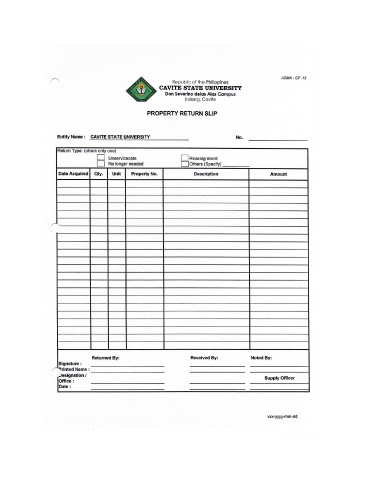 ASMR - QF -15
Republic of the Philippines
CAVITE STATE UNIVERSITY
Don Severino delas Alas Campus
Indang, Cavite
PROPERTY RETURN SLIP
Entity Name : CAVITE STATE UNIVERSITY No.
Return Type: (check only one)
Unserviceable Reassignment
No longer needed Others (Specify)
Date Acquired Qty. Unit Property No. Description Amount
Returned By: Received By: Noted By:
Signature :
Printed Name :
Designation / Supply Officer
Office :
Date :